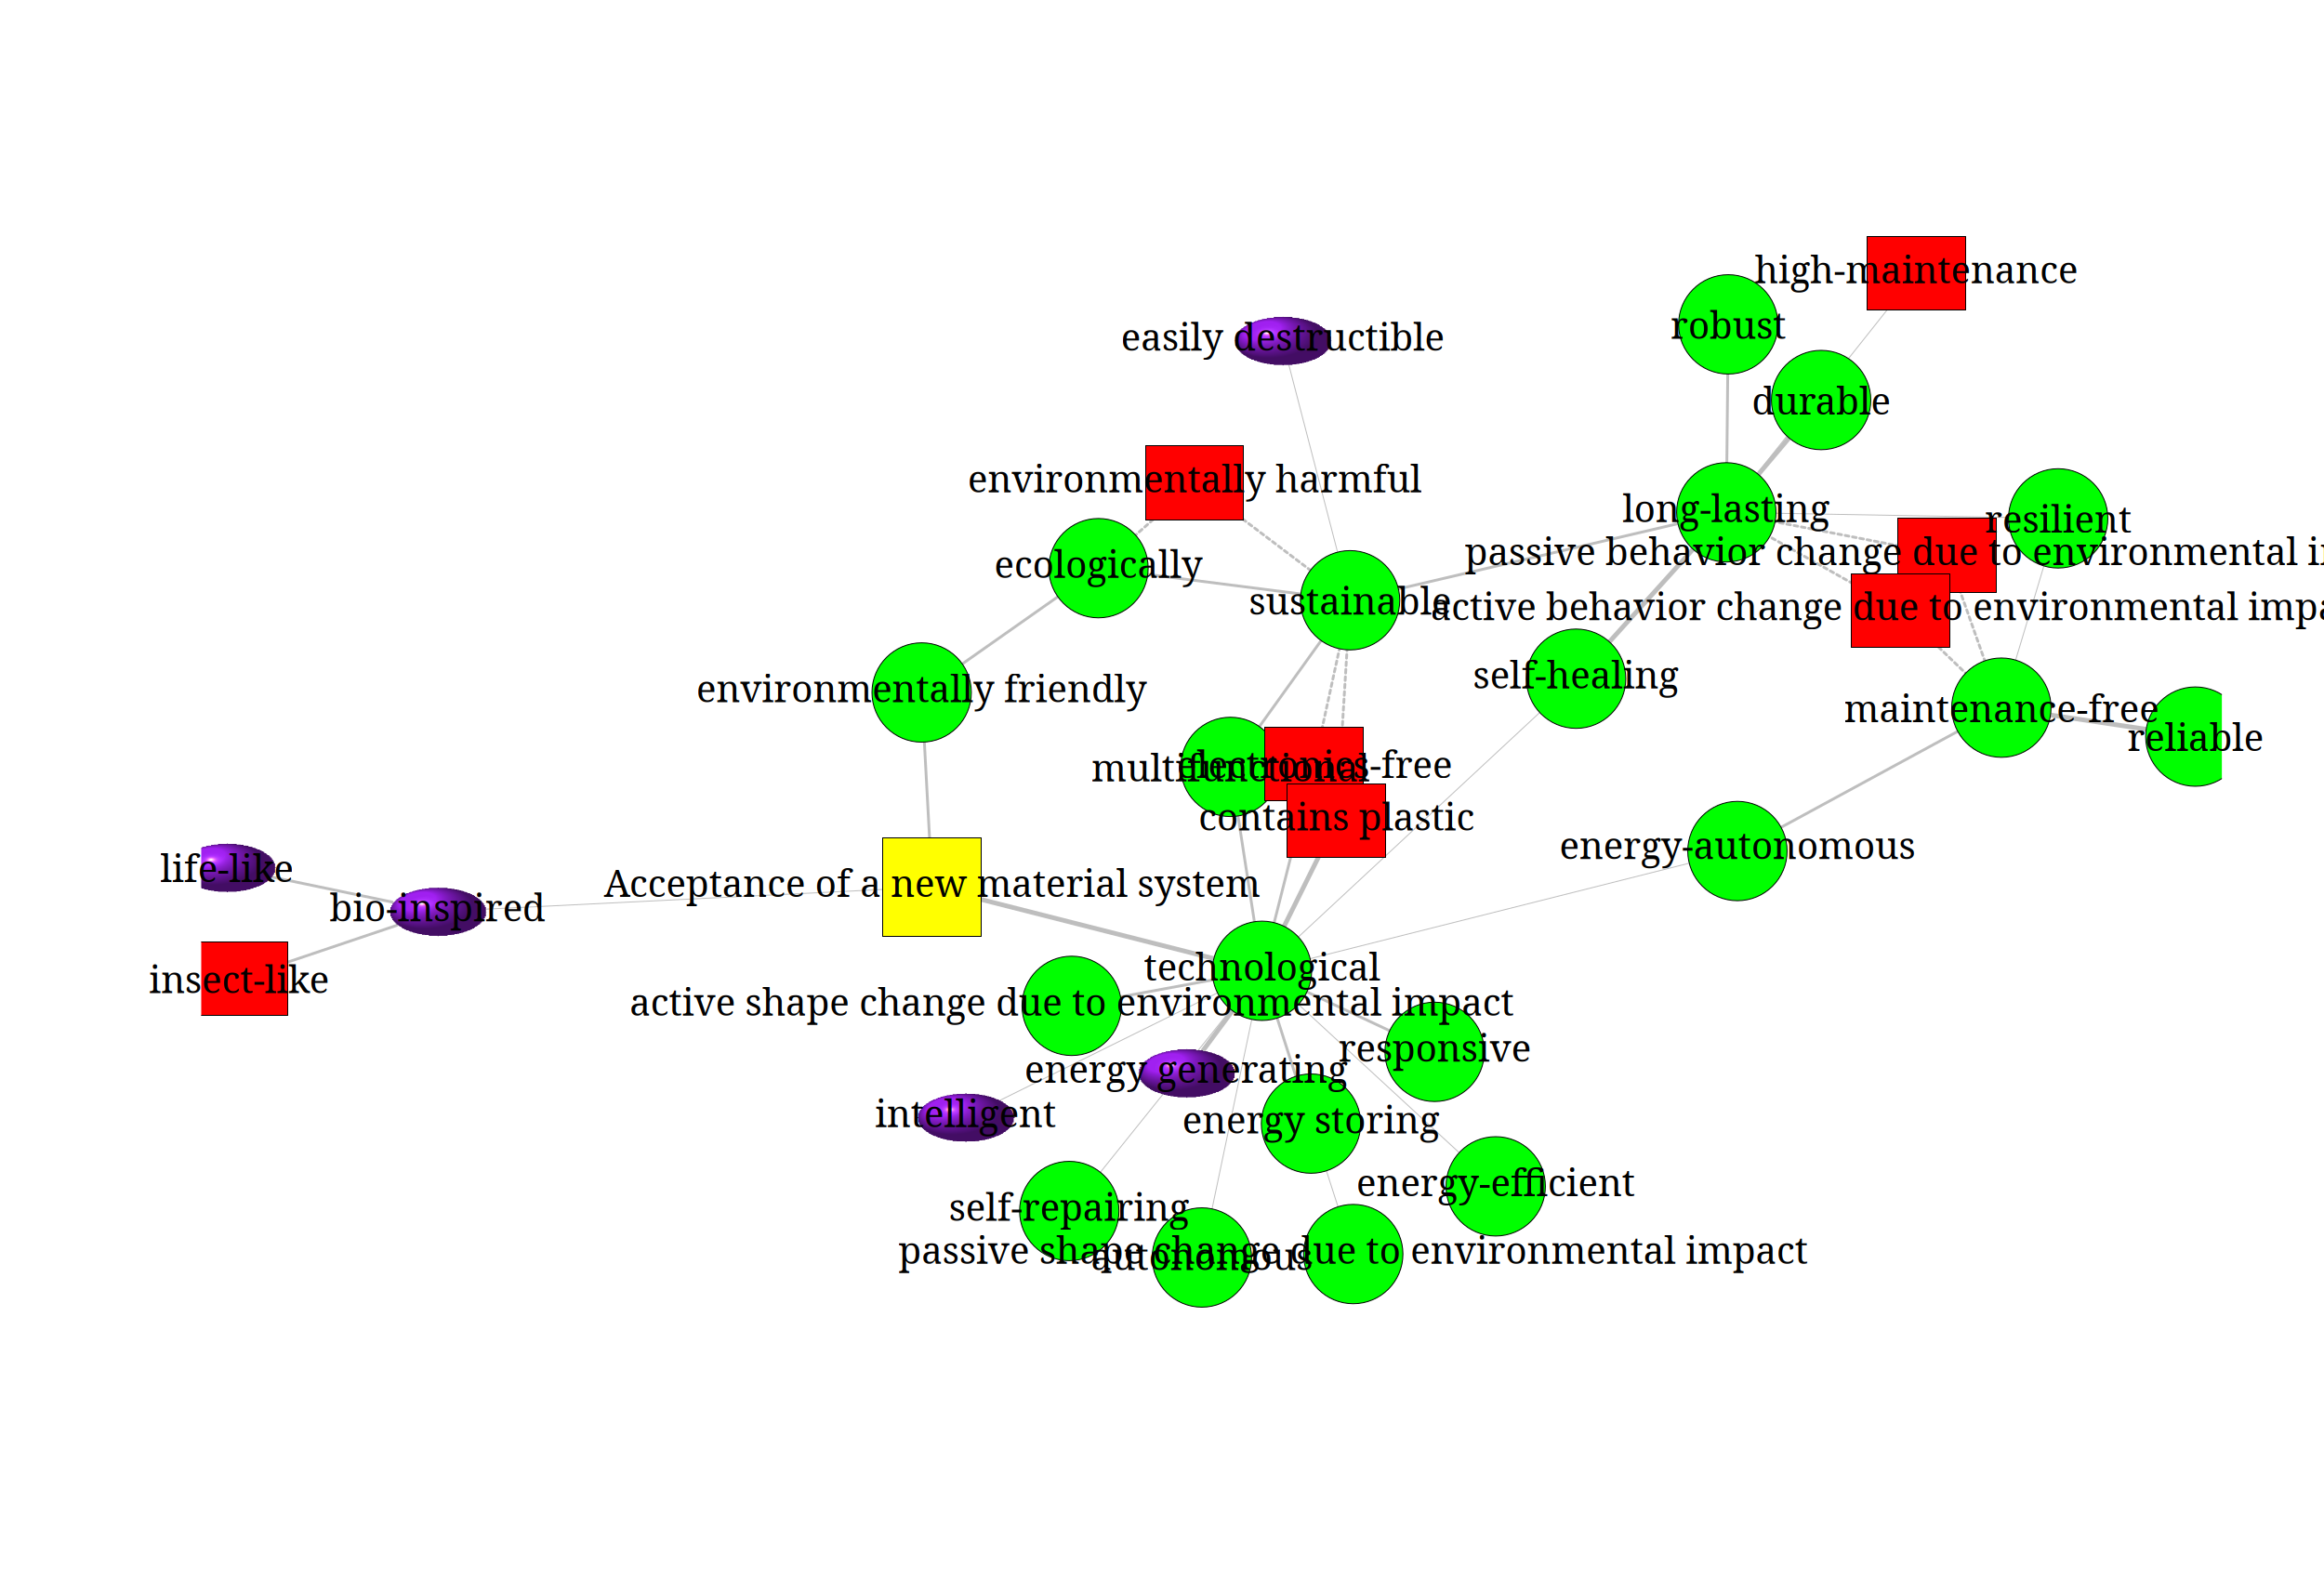 high-maintenance
robust
easily destructible
durable
environmentally harmful
long-lasting
resilient
passive behavior change due to environmental i
ecologically
sustainable
active behavior change due to environmental impa
self-healing
environmentally friendly
maintenance-free
reliable
multifunctional
electronics-free
contains plastic
energy-autonomous
life-like
Acceptance of a new material system
bio-inspired
technological
insect-like
active shape change due to environmental impact
responsive
energy generating
intelligent
energy storing
energy-efficient
self-repairing
passive shape change due to environmental impact
autonomous